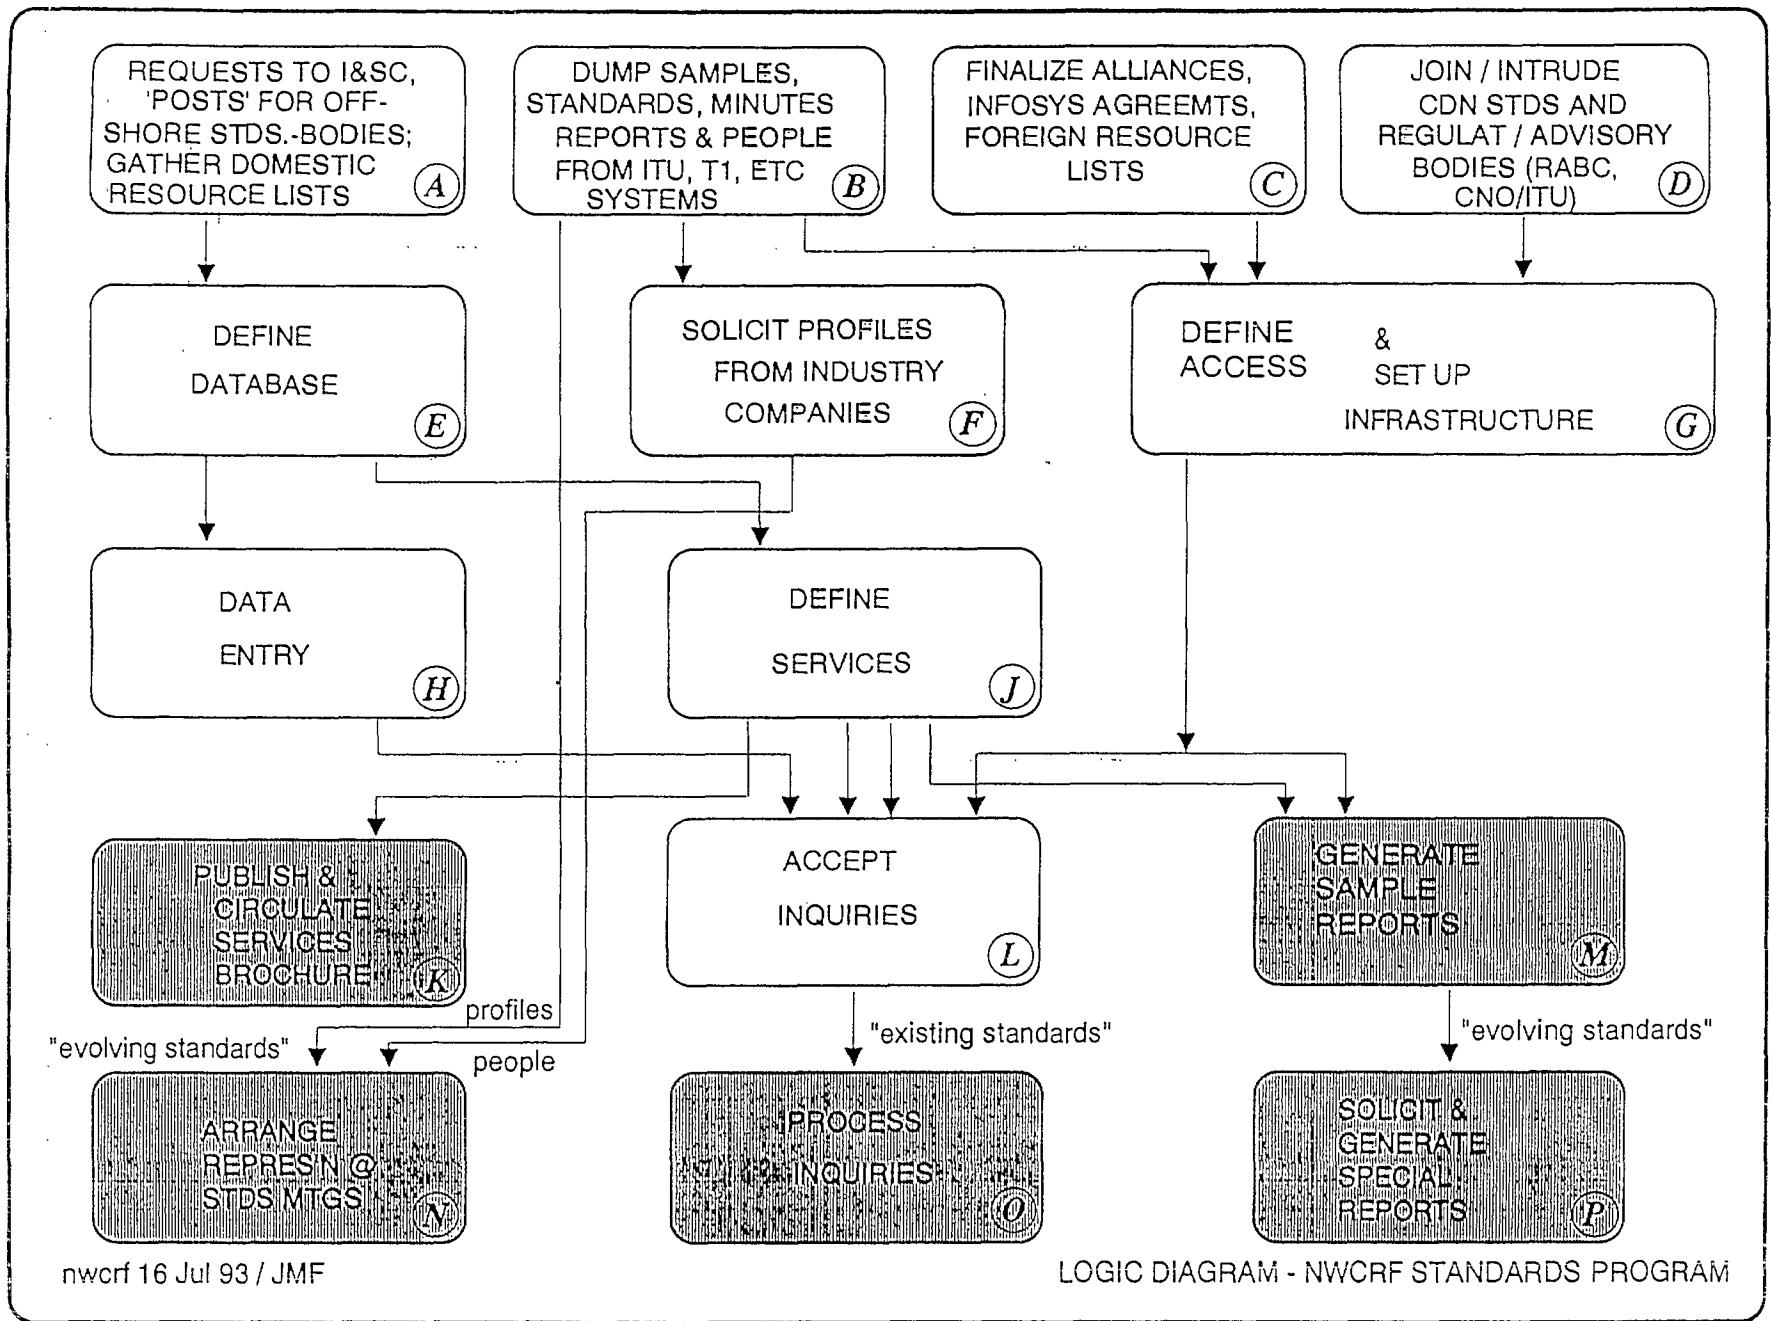 REQUESTS TO I&SC,
'POSTS' FOR OFF-
SHORE STDS.-BODIES;
GATHER DOMESTIC
RESOURCE LISTS
A
DUMP SAMPLES,
STANDARDS, MINUTES
REPORTS & PEOPLE
FROM ITU, T1, ETC
SYSTEMS
B
FINALIZE ALLIANCES,
INFOSYS AGREEMTS,
FOREIGN RESOURCE
LISTS
C
JOIN / INTRUDE
CDN STDS AND
REGULAT / ADVISORY
BODIES (RABC,
CNO/ITU)
D
DEFINE
DATABASE
E
SOLICIT PROFILES
FROM INDUSTRY
COMPANIES
F
DEFINE &
ACCESS SET UP
INFRASTRUCTURE
G
DATA
ENTRY
H
DEFINE
SERVICES
J
PUBLISH &
CIRCULATE
SERVICES
BROCHURE
K
ACCEPT
INQUIRIES
L
GENERATE
SAMPLE
REPORTS
M
profiles
"evolving standards"
people
"existing standards"
"evolving standards"
ARRANGE
REPRES'N @
STDS MTGS
N
PROCESS
INQUIRIES
O
SOLICIT &
GENERATE
SPECIAL
REPORTS
P
nwcrf 16 Jul 93 / JMF
LOGIC DIAGRAM - NWCRF STANDARDS PROGRAM